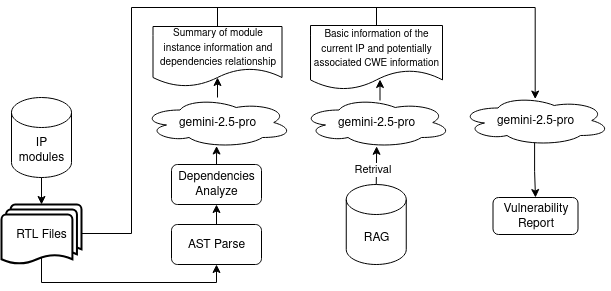 Summary of module
instance information and
dependencies relationship
Basic information of the
current IP and potentially
associated CWE information
gemini-2.5-pro
gemini-2.5-pro
gemini-2.5-pro
IP
modules
Dependencies
Analyze
Retrival
RTL Files
AST Parse
RAG
Vulnerability
Report